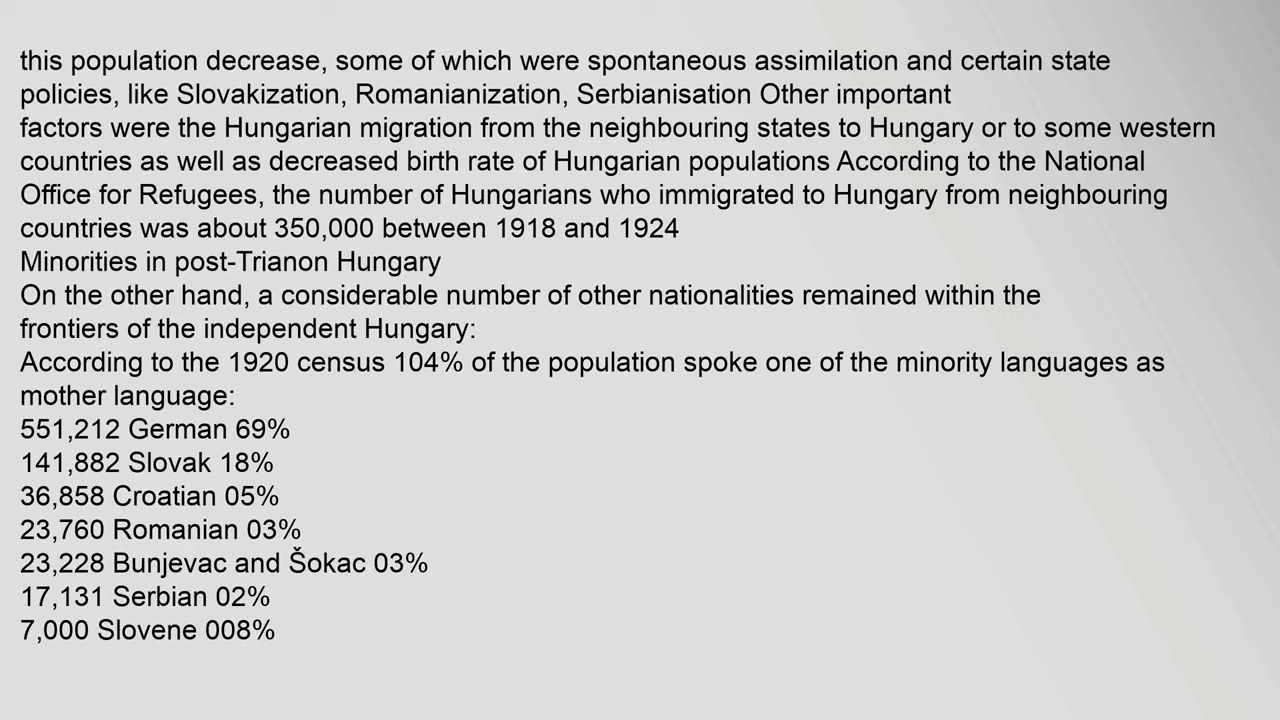 this population decrease, some of which were spontaneous assimilation and certain state
policies, like Slovakization, Romanianization, Serbianisation Other important
factors were the Hungarian migration from the neighbouring states to Hungary or to some western
countries as well as decreased birth rate of Hungarian populations According to the National
Office for Refugees, the number of Hungarians who immigrated to Hungary from neighbouring
countries was about 350,000 between 1918 and 1924
Minorities in post-Trianon Hungary
On the other hand, a considerable number of other nationalities remained within the
frontiers of the independent Hungary:
According to the 1920 census 104% of the population spoke one of the minority languages as
mother language:
551,212 German 69%
141,882 Slovak 18%
36,858 Croatian 05%
23,760 Romanian 03%
23,228 Bunjevac and Šokac 03%
17,131 Serbian 02%
7,000 Slovene 008%